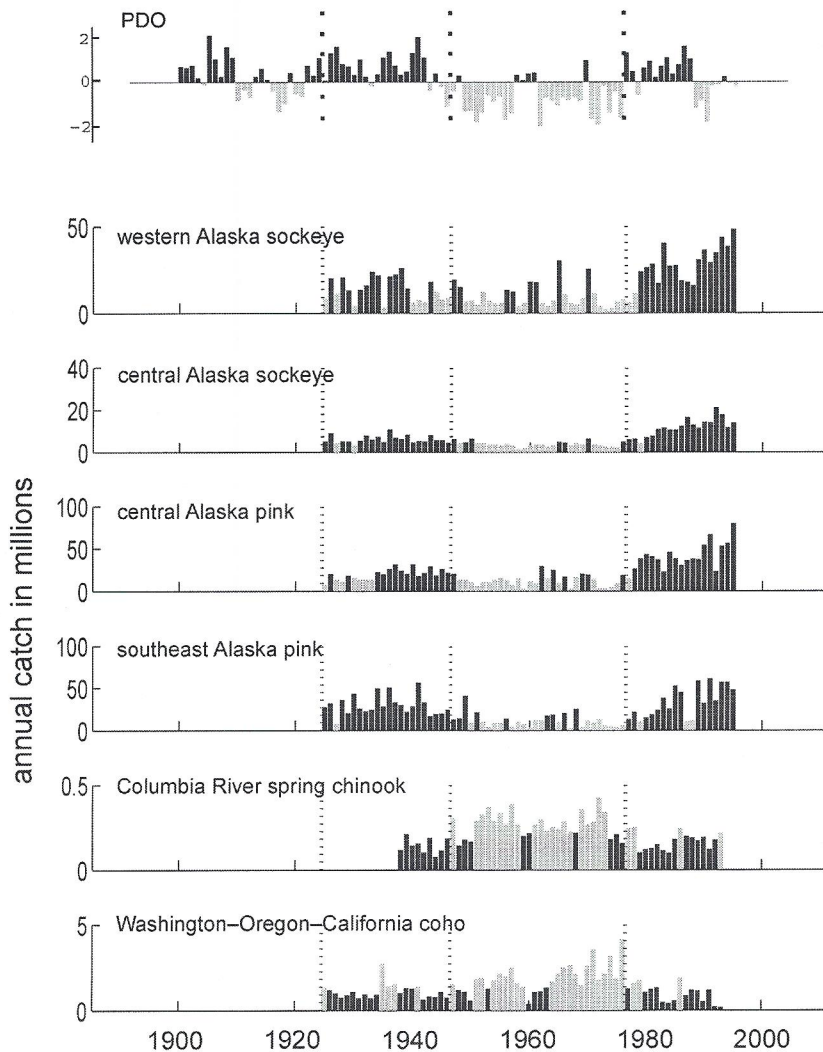 PDO
2
0
−2
annual catch in millions
50
0
western Alaska sockeye
40
20
0
central Alaska sockeye
100
50
0
central Alaska pink
100
50
0
southeast Alaska pink
0.5
0
Columbia River spring chinook
5
0
Washington–Oregon–California coho
1900 1920 1940 1960 1980 2000